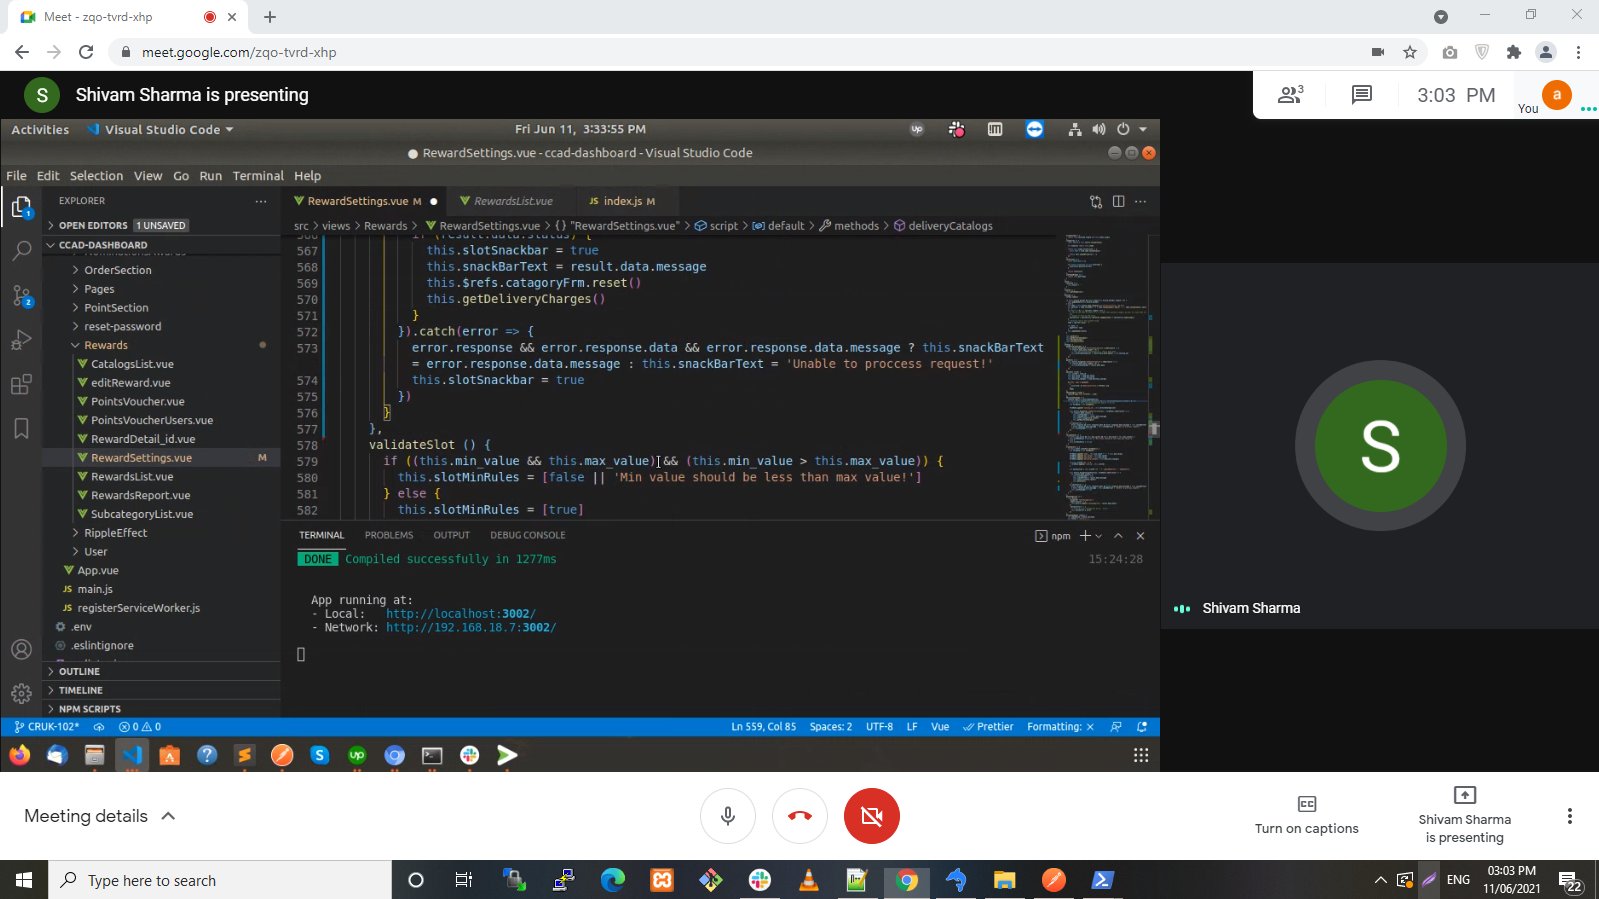 Meet - zqo-tvrd-xhp
meet.google.com/zqo-tvrd-xhp
S
Shivam Sharma is presenting
3
3:03 PM
You
a
Activities
Visual Studio Code
Fri Jun 11, 3:33:55 PM
RewardSettings.vue - ccad-dashboard - Visual Studio Code
File Edit Selection View Go Run Terminal Help
EXPLORER
RewardSettings.vue M
RewardsList.vue
JS index.js M
OPEN EDITORS 1 UNSAVED
src > views > Rewards > RewardSettings.vue > {} "RewardSettings.vue" > script > default > methods > deliveryCatalogs
CCAD-DASHBOARD
OrderSection
Pages
PointSection
reset-password
Rewards
CatalogsList.vue
editReward.vue
PointsVoucher.vue
PointsVoucherUsers.vue
RewardDetail_id.vue
RewardSettings.vue M
RewardsList.vue
RewardsReport.vue
SubcategoryList.vue
RippleEffect
User
App.vue
JS main.js
JS registerServiceWorker.js
.env
.eslintignore
OUTLINE
TIMELINE
NPM SCRIPTS
566 if (result.data.status) {
567 this.slotSnackbar = true
568 this.snackBarText = result.data.message
569 this.$refs.catagoryFrm.reset()
570 this.getDeliveryCharges()
571 }
572 }).catch(error => {
573 error.response && error.response.data && error.response.data.message ? this.snackBarText
= error.response.data.message : this.snackBarText = 'Unable to proccess request!'
574 this.slotSnackbar = true
575 })
576 }
577 },
578 validateSlot () {
579 if ((this.min_value && this.max_value) && (this.min_value > this.max_value)) {
580 this.slotMinRules = [false || 'Min value should be less than max value!']
581 } else {
582 this.slotMinRules = [true]
TERMINAL PROBLEMS OUTPUT DEBUG CONSOLE
npm
DONE Compiled successfully in 1277ms
15:24:28
App running at:
- Local: http://localhost:3002/
- Network: http://192.168.18.7:3002/
1
2
CRUK-102*
0 0
Ln 559, Col 85 Spaces: 2 UTF-8 LF Vue Prettier Formatting: ×
S
Shivam Sharma
Meeting details
Turn on captions
Shivam Sharma
is presenting
Type here to search
ENG
03:03 PM
11/06/2021
22